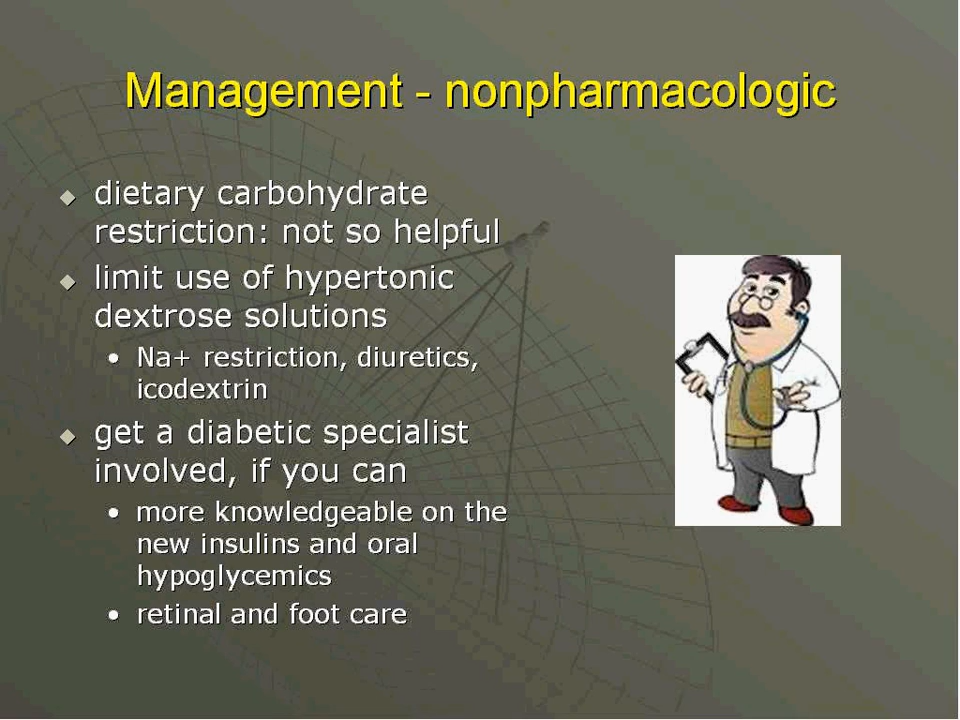 Management - nonpharmacologic
dietary carbohydrate
restriction: not so helpful
limit use of hypertonic
dextrose solutions
• Na+ restriction, diuretics,
icodextrin
get a diabetic specialist
involved, if you can
• more knowledgeable on the
new insulins and oral
hypoglycemics
• retinal and foot care